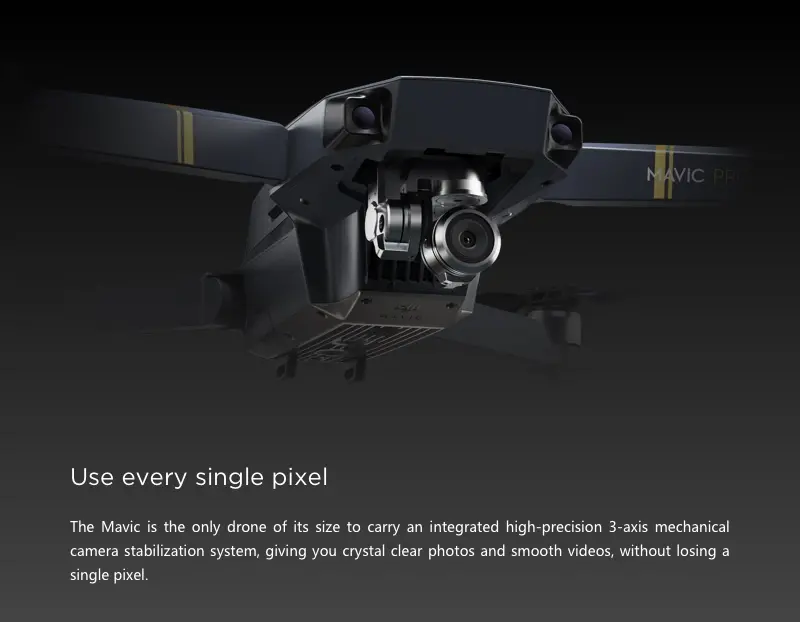 MAVIC PRO
Use every single pixel
The Mavic is the only drone of its size to carry an integrated high-precision 3-axis mechanical
camera stabilization system, giving you crystal clear photos and smooth videos, without losing a
single pixel.